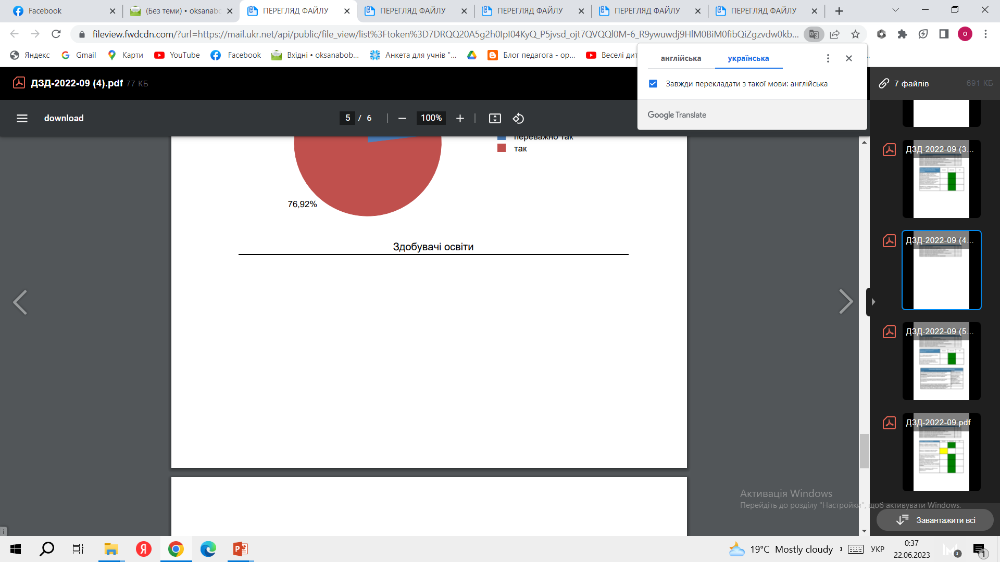 Facebook
(Без теми) • oksanabo
ПЕРЕГЛЯД ФАЙЛУ
ПЕРЕГЛЯД ФАЙЛУ
ПЕРЕГЛЯД ФАЙЛУ
ПЕРЕГЛЯД ФАЙЛУ
ПЕРЕГЛЯД ФАЙЛУ
fileview.fwdcdn.com/?url=https://mail.ukr.net/api/public/file_view/list%3Ftoken%3D7DRQQ20A5g2h0IpI04KyQ_P5jvsd_ojt7QVQQI0M-6_R9ywuwdj9HlM0BiM0fibQiZgzvdw0kb...
о
Яндекс
Gmail
Карти
YouTube
Facebook
Вхідні • oksanabob...
Анкета для учнів "...
Блог педагога - ор...
Веселі дит
англійська
українська
Завжди перекладати з такої мови: англійська
Google Translate
ДЗД-2022-09 (4).pdf 77 КБ
7 файлів
691 КБ
download
5 / 6
100%
переважно так
так
76,92%
Здобувачі освіти
ДЗД-2022-09 (3...
ДЗД-2022-09 (4...
ДЗД-2022-09 (5...
ДЗД-2022-09.pdf
Активація Windows
Перейдіть до розділу "Настройки", щоб активувати Windows.
Завантажити всі
19°C Mostly cloudy
УКР
0:37
22.06.2023
3
1